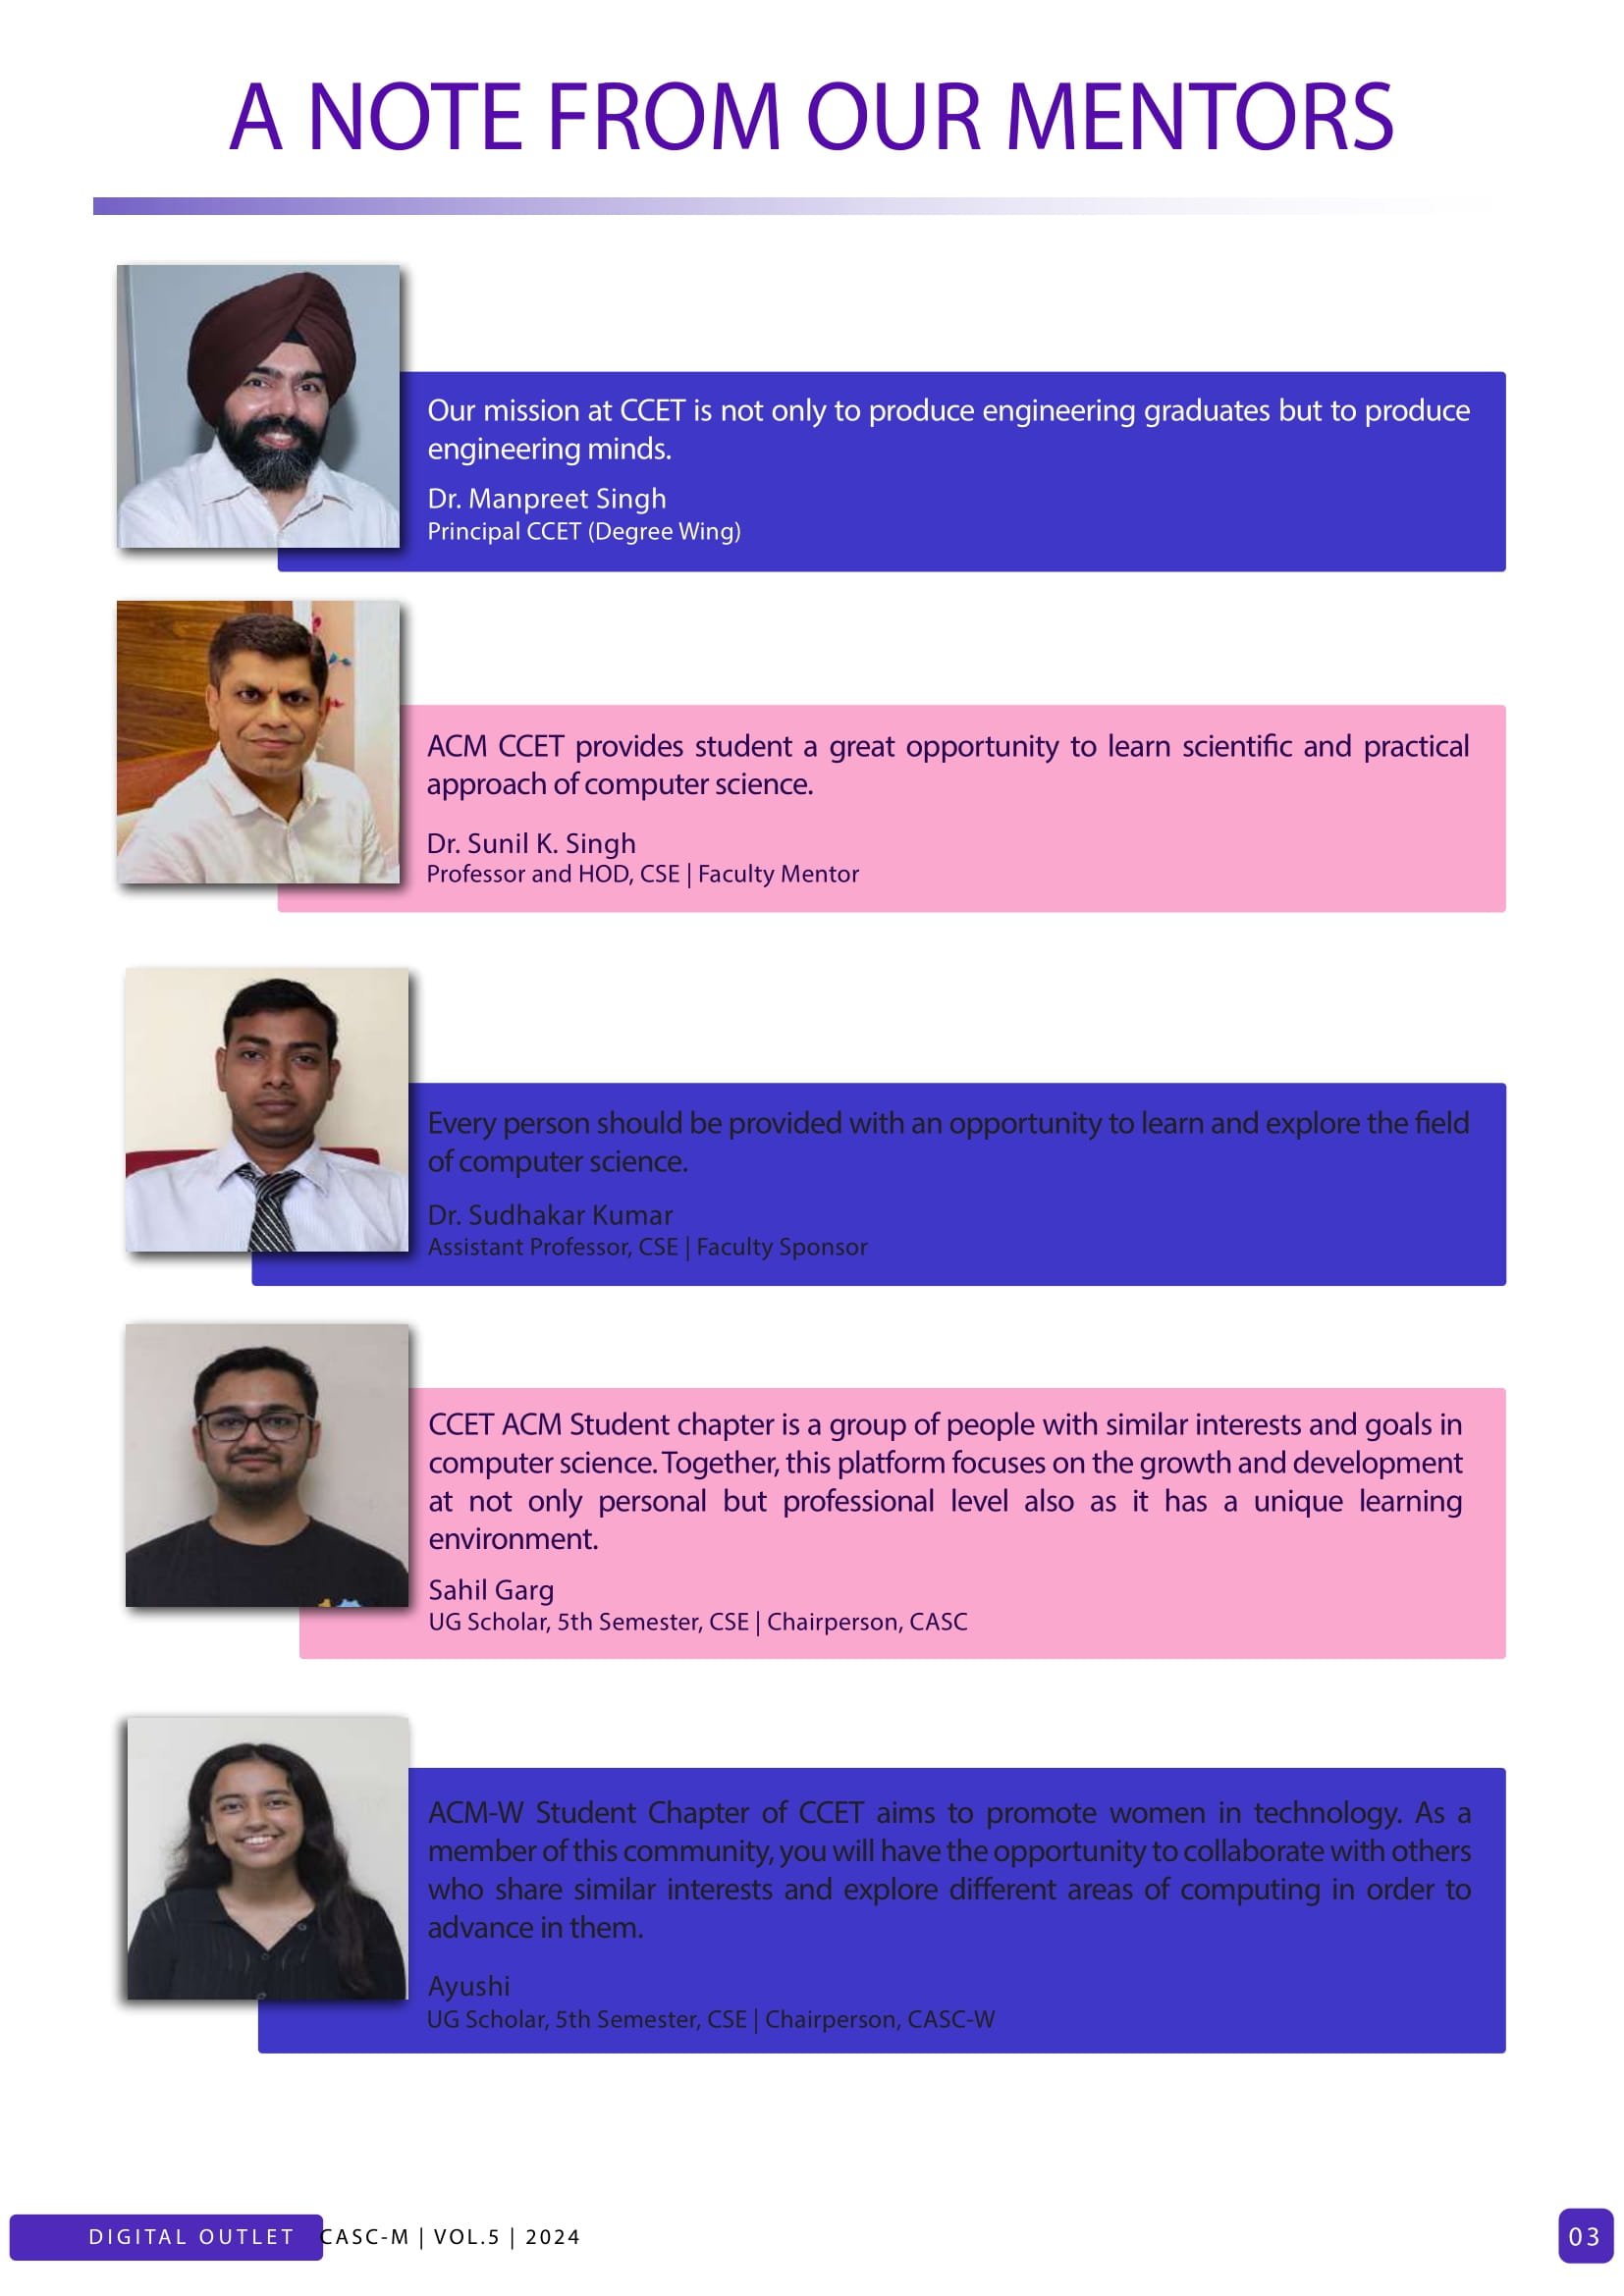 A NOTE FROM OUR MENTORS
Our mission at CCET is not only to produce engineering graduates but to produce
engineering minds.
Dr. Manpreet Singh
Principal CCET (Degree Wing)
ACM CCET provides student a great opportunity to learn scientific and practical
approach of computer science.
Dr. Sunil K. Singh
Professor and HOD, CSE | Faculty Mentor
Every person should be provided with an opportunity to learn and explore the field
of computer science.
Dr. Sudhakar Kumar
Assistant Professor, CSE | Faculty Sponsor
CCET ACM Student chapter is a group of people with similar interests and goals in
computer science. Together, this platform focuses on the growth and development
at not only personal but professional level also as it has a unique learning
environment.
Sahil Garg
UG Scholar, 5th Semester, CSE | Chairperson, CASC
ACM-W Student Chapter of CCET aims to promote women in technology. As a
member of this community, you will have the opportunity to collaborate with others
who share similar interests and explore different areas of computing in order to
advance in them.
Ayushi
UG Scholar, 5th Semester, CSE | Chairperson, CASC-W
DIGITAL OUTLET CASC-M | VOL.5 | 2024
03